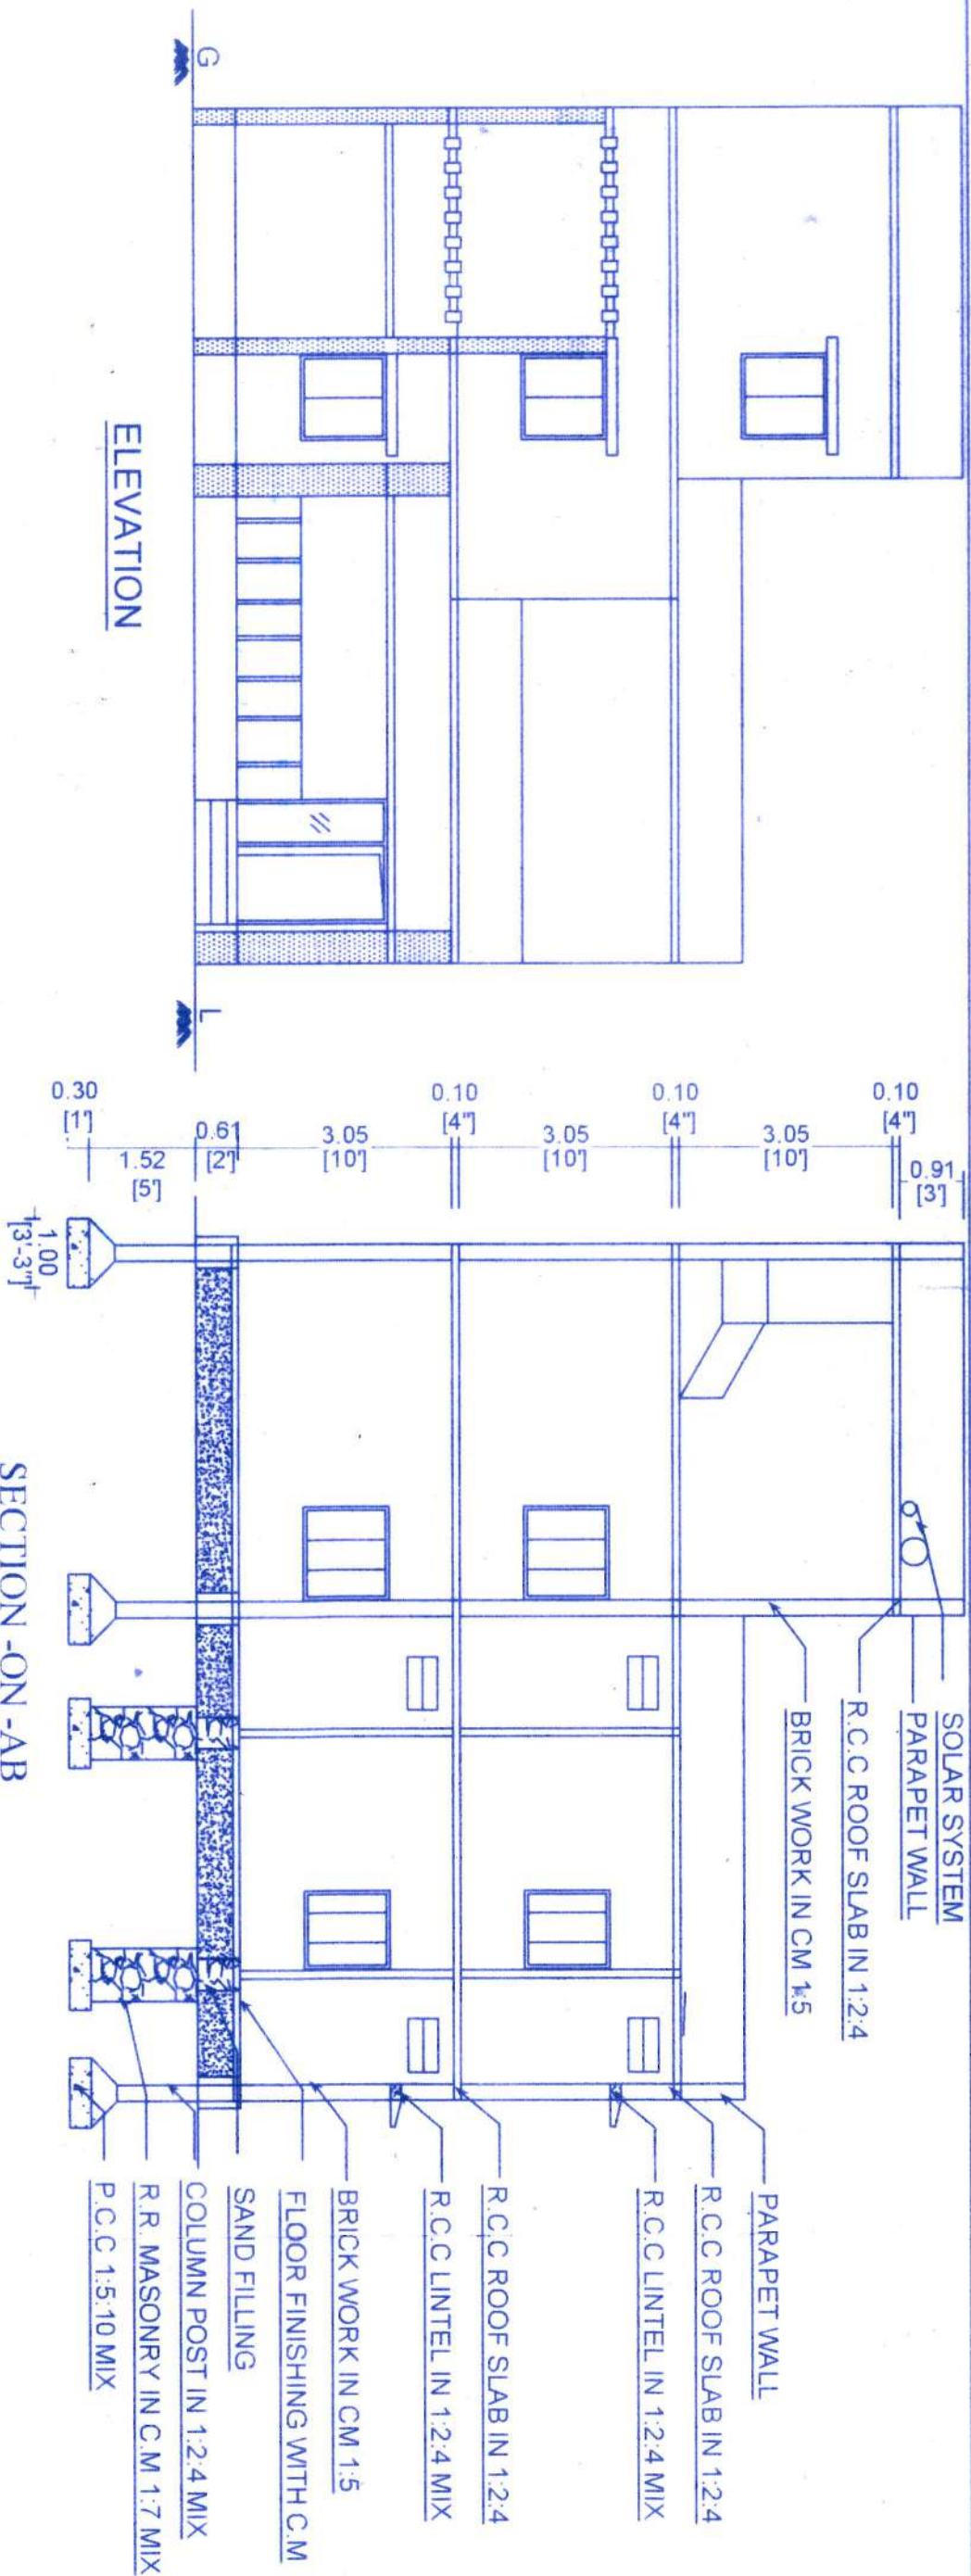 G
L
ELEVATION
0.10
[4"]
0.10
[4"]
0.10
[4"]
0.91
[3']
3.05
[10']
3.05
[10']
3.05
[10']
0.61
[2']
1.52
[5']
0.30
[1']
1.00
[3'-3"]
SOLAR SYSTEM
PARAPET WALL
R.C.C ROOF SLAB IN 1:2:4
BRICK WORK IN CM 1:5
PARAPET WALL
R.C.C ROOF SLAB IN 1:2:4
R.C.C LINTEL IN 1:2:4 MIX
R.C.C ROOF SLAB IN 1:2:4
R.C.C LINTEL IN 1:2:4 MIX
BRICK WORK IN CM 1:5
FLOOR FINISHING WITH C.M
SAND FILLING
COLUMN POST IN 1:2:4 MIX
R.R. MASONRY IN C.M 1:7 MIX
P.C.C 1:5:10 MIX
SECTION -ON -AB